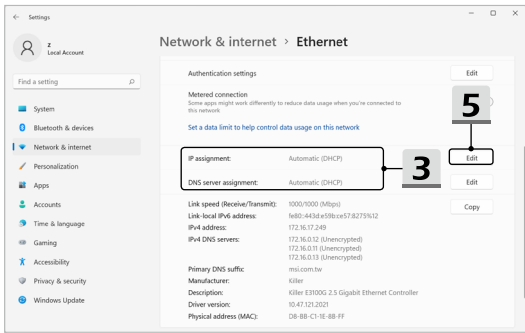 Settings
z
Local Account
Find a setting
System
Bluetooth & devices
Network & internet
Personalization
Apps
Accounts
Time & language
Gaming
Accessibility
Privacy & security
Windows Update
Network & internet > Ethernet
Authentication settings Edit
Metered connection
Some apps might work differently to reduce data usage when you're connected to
this network
5
Set a data limit to help control data usage on this network
IP assignment: Automatic (DHCP) Edit
3
DNS server assignment: Automatic (DHCP) Edit
Link speed (Receive/Transmit): 1000/1000 (Mbps) Copy
Link-local IPv6 address: fe80::443d:e59b:ce57:8275%12
IPv4 address: 172.16.17.249
IPv4 DNS servers: 172.16.0.12 (Unencrypted)
172.16.0.11 (Unencrypted)
172.16.0.13 (Unencrypted)
Primary DNS suffix: msi.com.tw
Manufacturer: Killer
Description: Killer E3100G 2.5 Gigabit Ethernet Controller
Driver version: 10.47.121.2021
Physical address (MAC): D8-BB-C1-1E-8B-FF